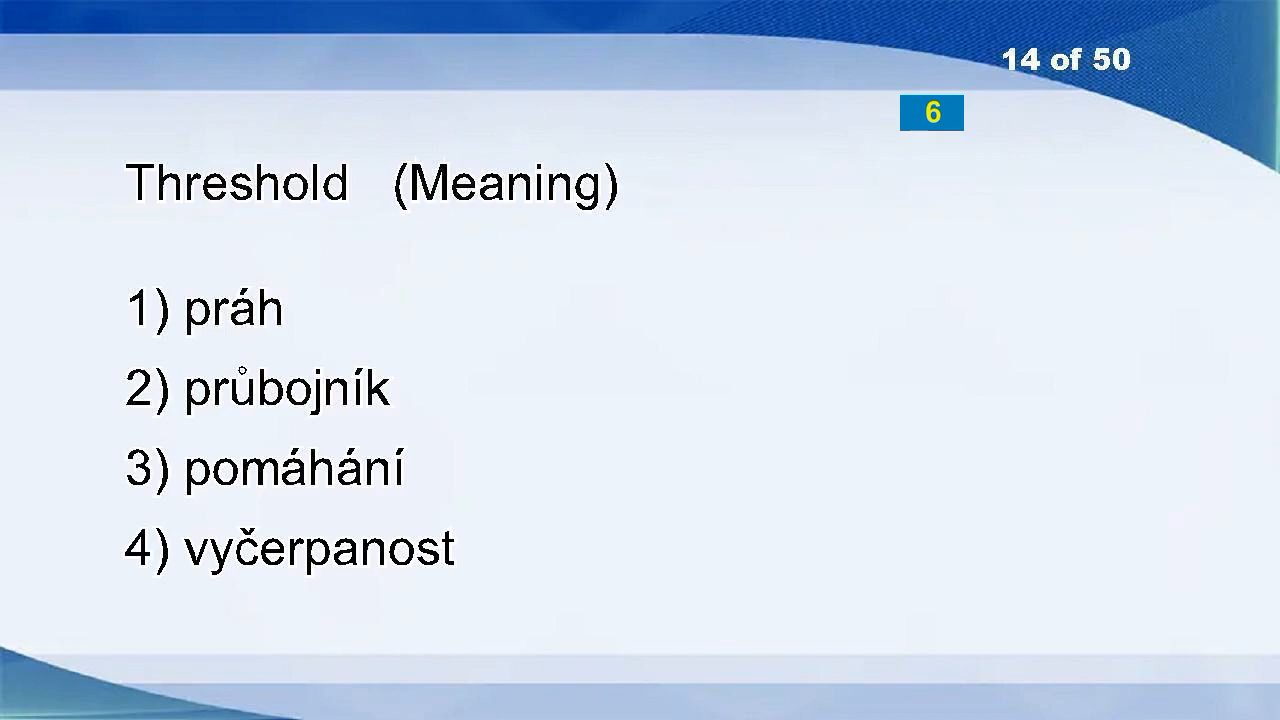 14 of 50
6
Threshold (Meaning)
1) práh
2) průbojník
3) pomáhání
4) vyčerpanost